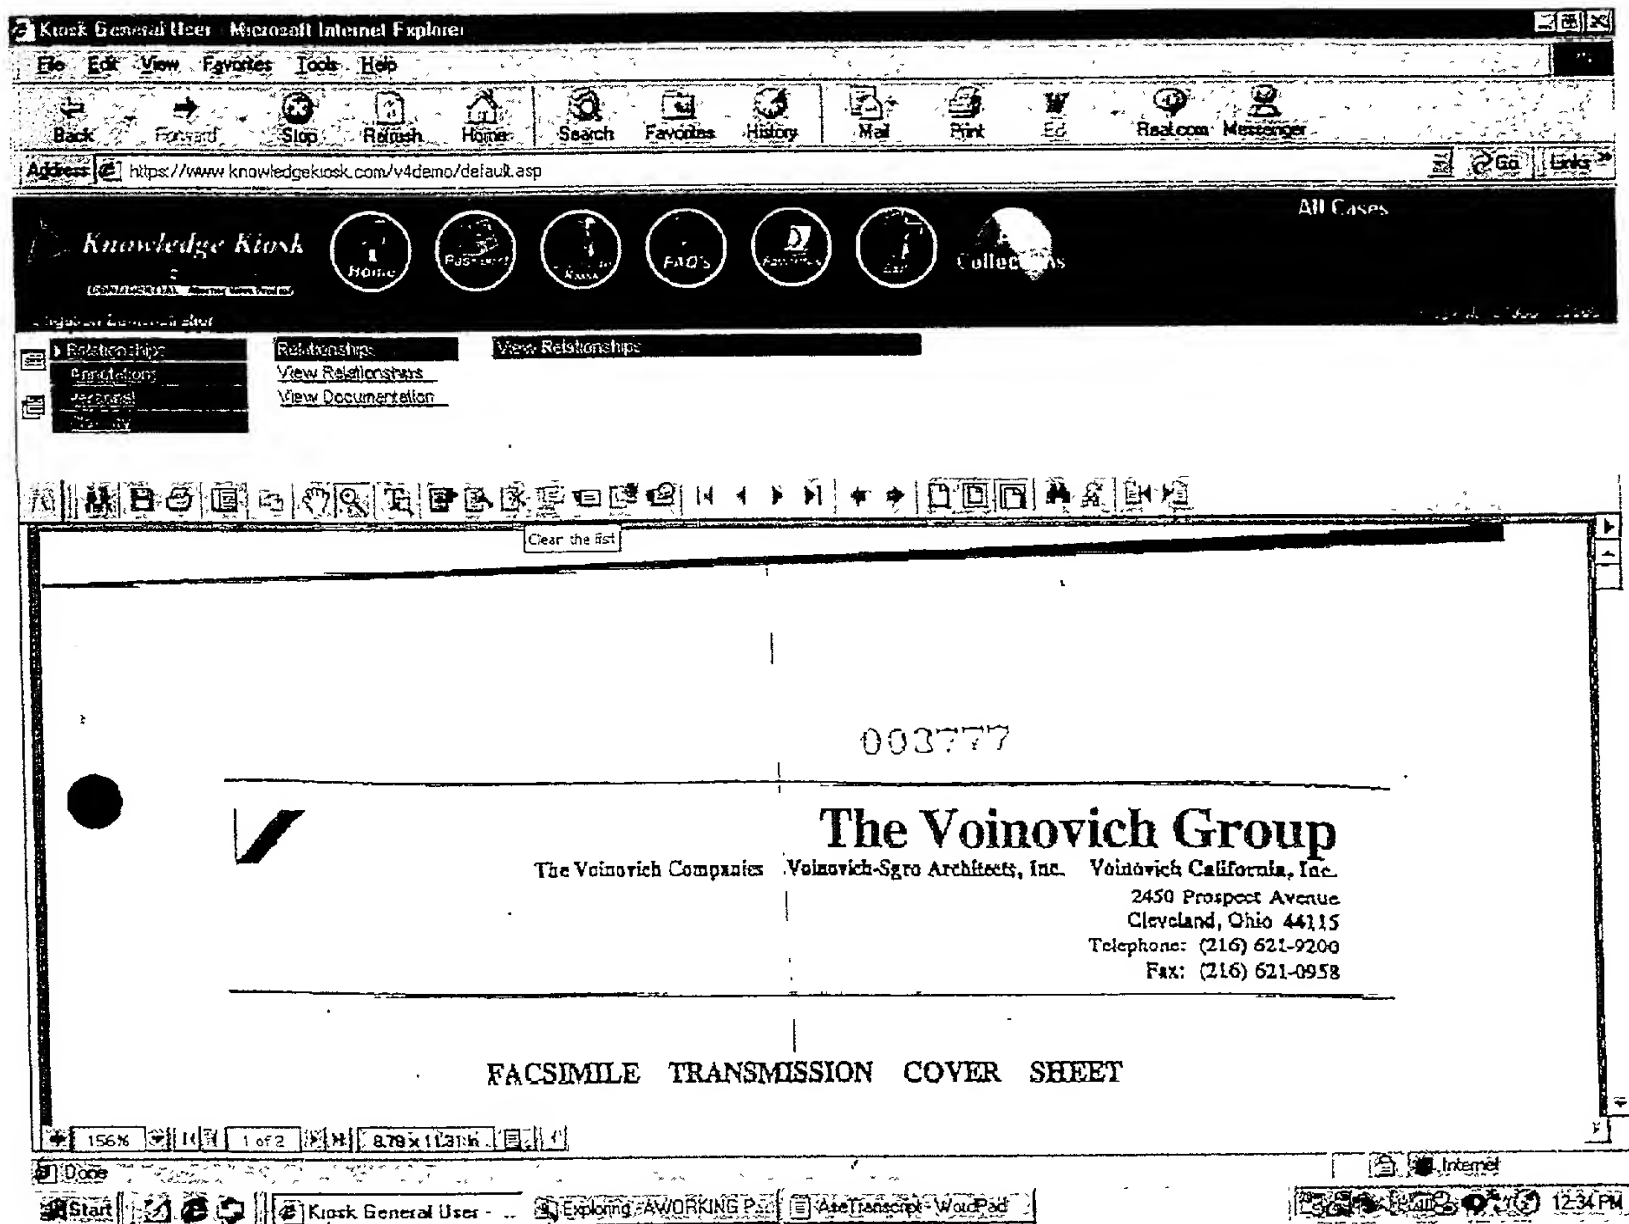 Kiosk General User - Microsoft Internet Explorer
File Edit View Favorites Tools Help
Back Forward Stop Refresh Home Search Favorites History Mail Print Real.com Messenger
Address https://www.knowledgekiosk.com/v4demo/default.asp Go Links
All Cases
Knowledge Kiosk Home FAQ's Collections
Relationships Relationships View Relationships
Annotations View Relationships
Personal View Documentation
Clear the list
003777
The Voinovich Group
The Voinovich Companies Voinovich-Sgro Architects, Inc. Voinovich California, Inc.
2450 Prospect Avenue
Cleveland, Ohio 44115
Telephone: (216) 621-9200
Fax: (216) 621-0958
FACSIMILE TRANSMISSION COVER SHEET
156% 1 of 2 8.79 x 11.31 in
Done Internet
Start Kiosk General User - ... Exploring - AWORKING WordPad 12:34 PM